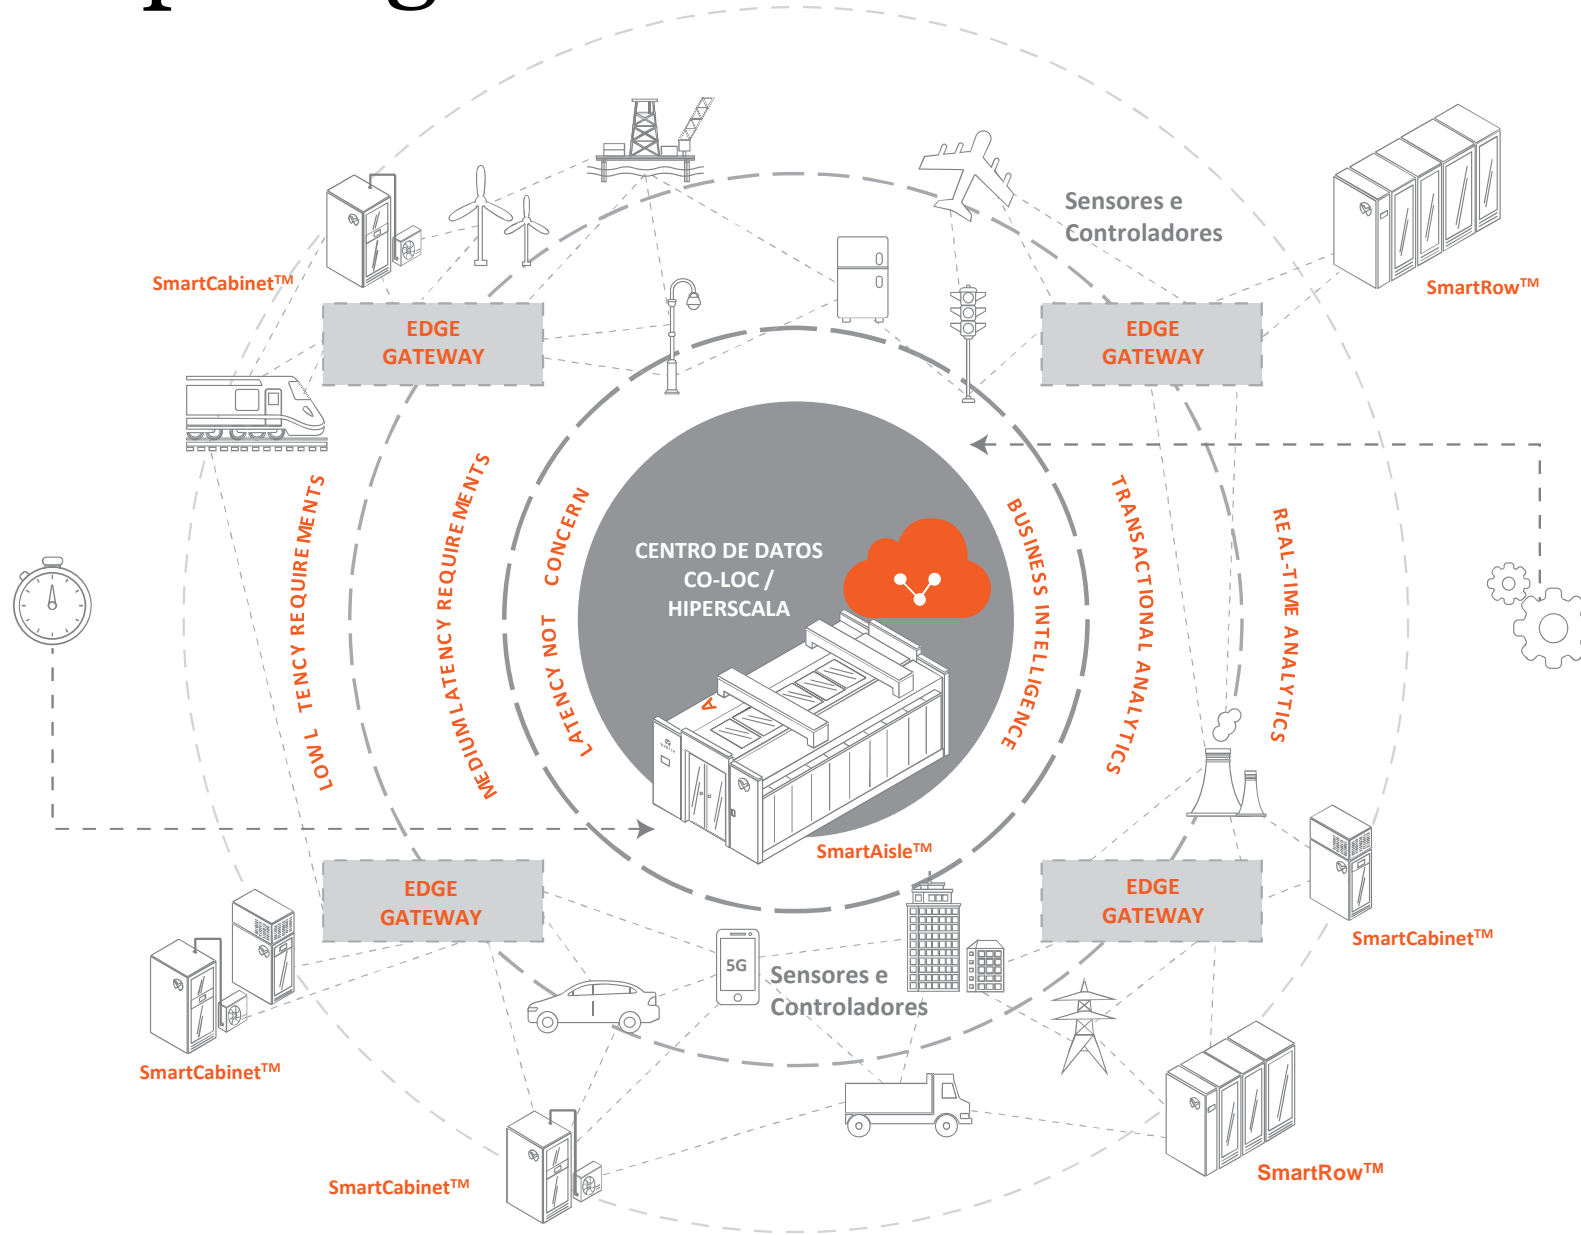 Sensores e
Controladores
SmartCabinet™
SmartRow™
EDGE
GATEWAY
EDGE
GATEWAY
LOW L TENCY REQUIREMENTS
MEDIUM LATENCY REQUIREMENTS
LATENCY NOT CONCERN
A
CENTRO DE DATOS
CO-LOC /
HIPERSCALA
BUSINESS INTELLIGENCE
TRANSACTIONAL ANALYTICS
REAL-TIME ANALYTICS
SmartAisle™
EDGE
GATEWAY
EDGE
GATEWAY
SmartCabinet™
5G
Sensores e
Controladores
SmartCabinet™
SmartCabinet™
SmartRow™